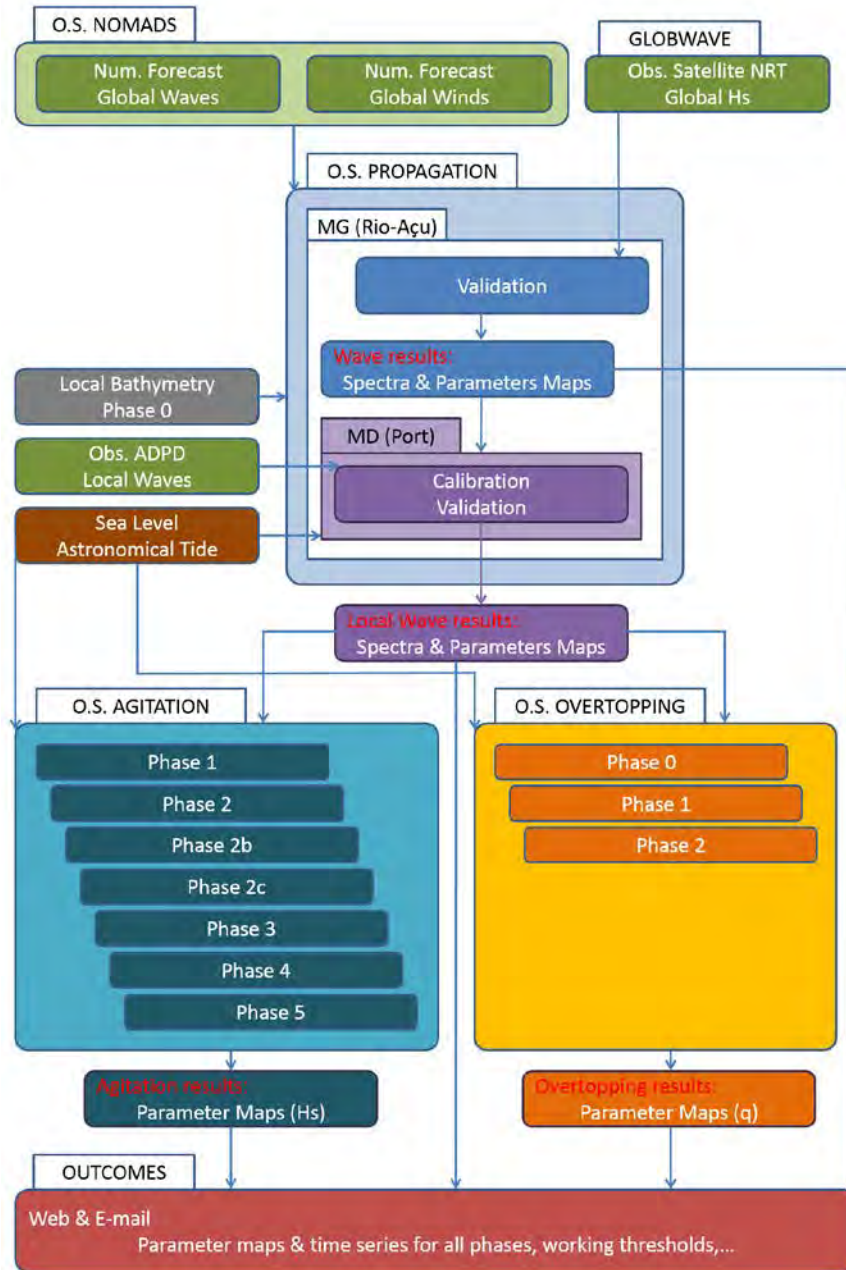 O.S. NOMADS
GLOBWAVE
Num. Forecast
Global Waves
Num. Forecast
Global Winds
Obs. Satellite NRT
Global Hs
O.S. PROPAGATION
MG (Rio-Açu)
Validation
Wave results:
Spectra & Parameters Maps
Local Bathymetry
Phase 0
MD (Port)
Obs. ADPD
Local Waves
Calibration
Validation
Sea Level
Astronomical Tide
Local Wave results:
Spectra & Parameters Maps
O.S. AGITATION
Phase 1
Phase 2
Phase 2b
Phase 2c
Phase 3
Phase 4
Phase 5
O.S. OVERTOPPING
Phase 0
Phase 1
Phase 2
Agitation results:
Parameter Maps (Hs)
Overtopping results:
Parameter Maps (q)
OUTCOMES
Web & E-mail
Parameter maps & time series for all phases, working thresholds,...